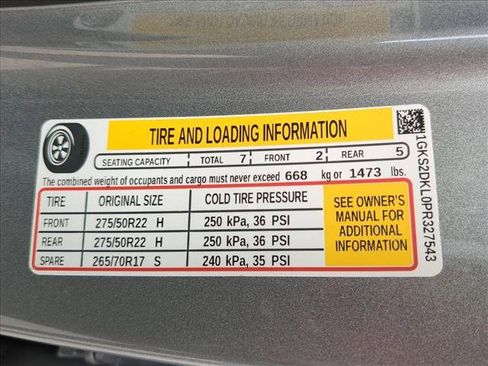 TIRE AND LOADING INFORMATION
SEATING CAPACITY TOTAL 7 FRONT 2 REAR 5
The combined weight of occupants and cargo must never exceed 668 kg or 1473 lbs.
TIRE ORIGINAL SIZE COLD TIRE PRESSURE
FRONT 275/50R22 H 250 kPa, 36 PSI
REAR 275/50R22 H 250 kPa, 36 PSI
SPARE 265/70R17 S 240 kPa, 35 PSI
SEE OWNER'S
MANUAL FOR
ADDITIONAL
INFORMATION
1GKS2DKL0PR327543